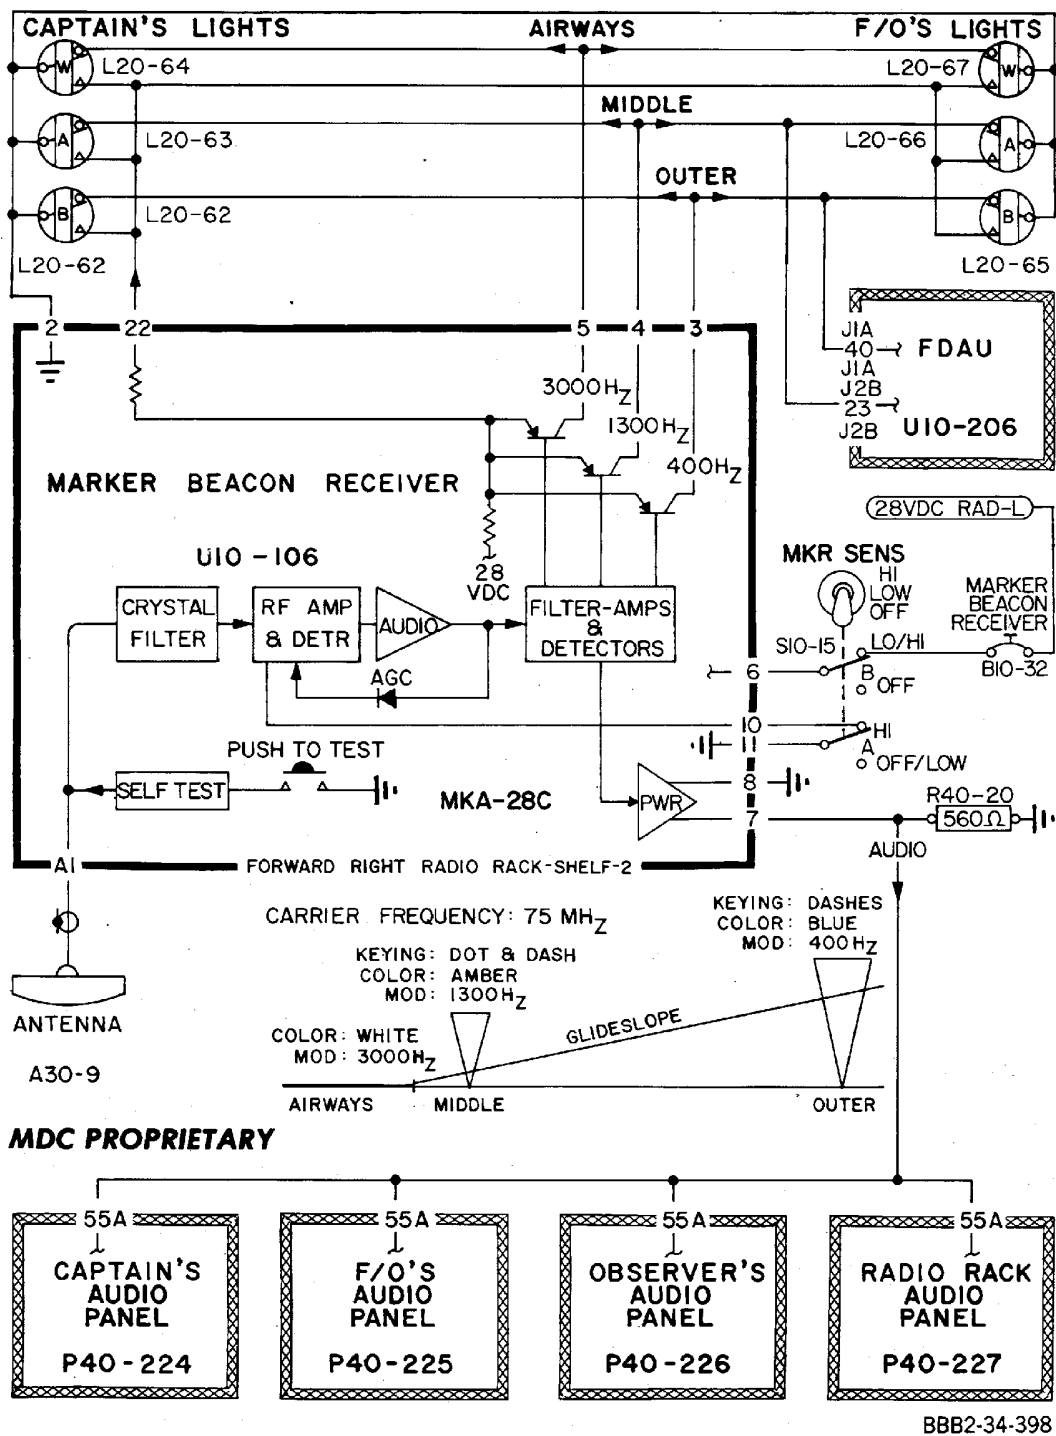 CAPTAIN'S LIGHTS
AIRWAYS
F/O'S LIGHTS
W
L20-64
L20-67
W
MIDDLE
A
L20-63
L20-66
A
OUTER
B
L20-62
B
L20-62
L20-65
2
22
5
4
3
J1A
40
FDAU
J1A
J2B
23
J2B
U10-206
3000HZ
1300HZ
400HZ
MARKER BEACON RECEIVER
28VDC RAD-L
U10-106
28
VDC
MKR SENS
HI
LOW
OFF
MARKER
BEACON
RECEIVER
CRYSTAL
FILTER
RF AMP
& DETR
AUDIO
FILTER-AMPS
&
DETECTORS
S10-15
LO/HI
6
B
OFF
B10-32
AGC
10
11
HI
A
OFF/LOW
PUSH TO TEST
SELF TEST
MKA-28C
PWR
8
7
R40-20
560Ω
AUDIO
A1
FORWARD RIGHT RADIO RACK-SHELF-2
CARRIER FREQUENCY: 75 MHZ
KEYING: DASHES
COLOR: BLUE
MOD: 400HZ
KEYING: DOT & DASH
COLOR: AMBER
MOD: 1300HZ
ANTENNA
COLOR: WHITE
MOD: 3000HZ
GLIDESLOPE
A30-9
AIRWAYS
MIDDLE
OUTER
MDC PROPRIETARY
55A
55A
55A
55A
CAPTAIN'S
AUDIO
PANEL
P40-224
F/O'S
AUDIO
PANEL
P40-225
OBSERVER'S
AUDIO
PANEL
P40-226
RADIO RACK
AUDIO
PANEL
P40-227
BBB2-34-398